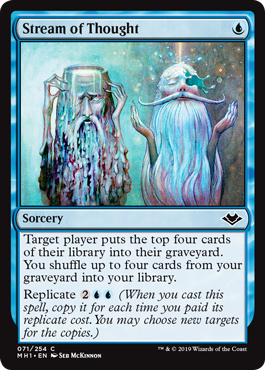 Stream of Thought
Sorcery
Target player puts the top four cards
of their library into their graveyard.
You shuffle up to four cards from your
graveyard into your library.
Replicate 2 (When you cast this
spell, copy it for each time you paid its
replicate cost. You may choose new targets
for the copies.)
071/254 C
MH1 • EN Seb McKinnon
™ & © 2019 Wizards of the Coast